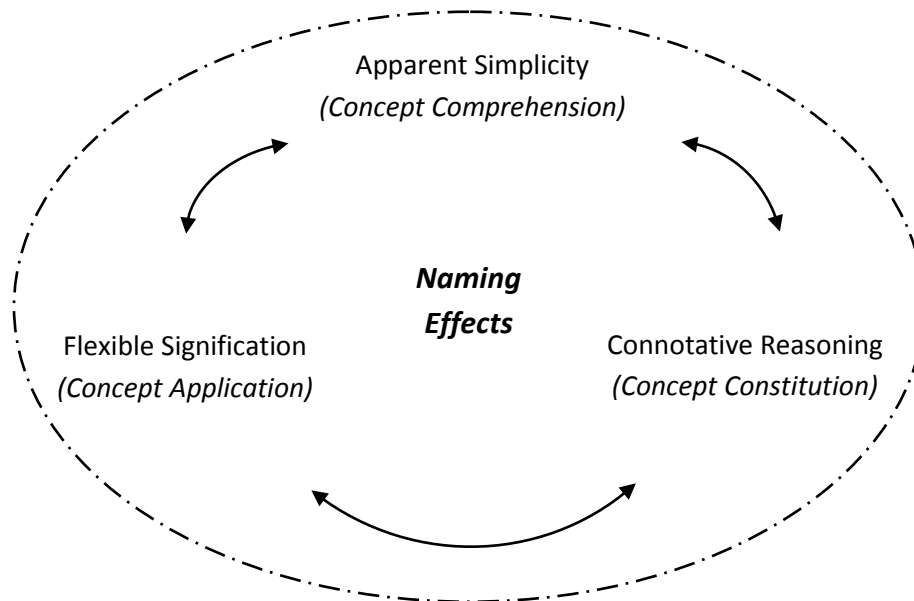 Apparent Simplicity
(Concept Comprehension)
Naming
Effects
Flexible Signification
(Concept Application)
Connotative Reasoning
(Concept Constitution)